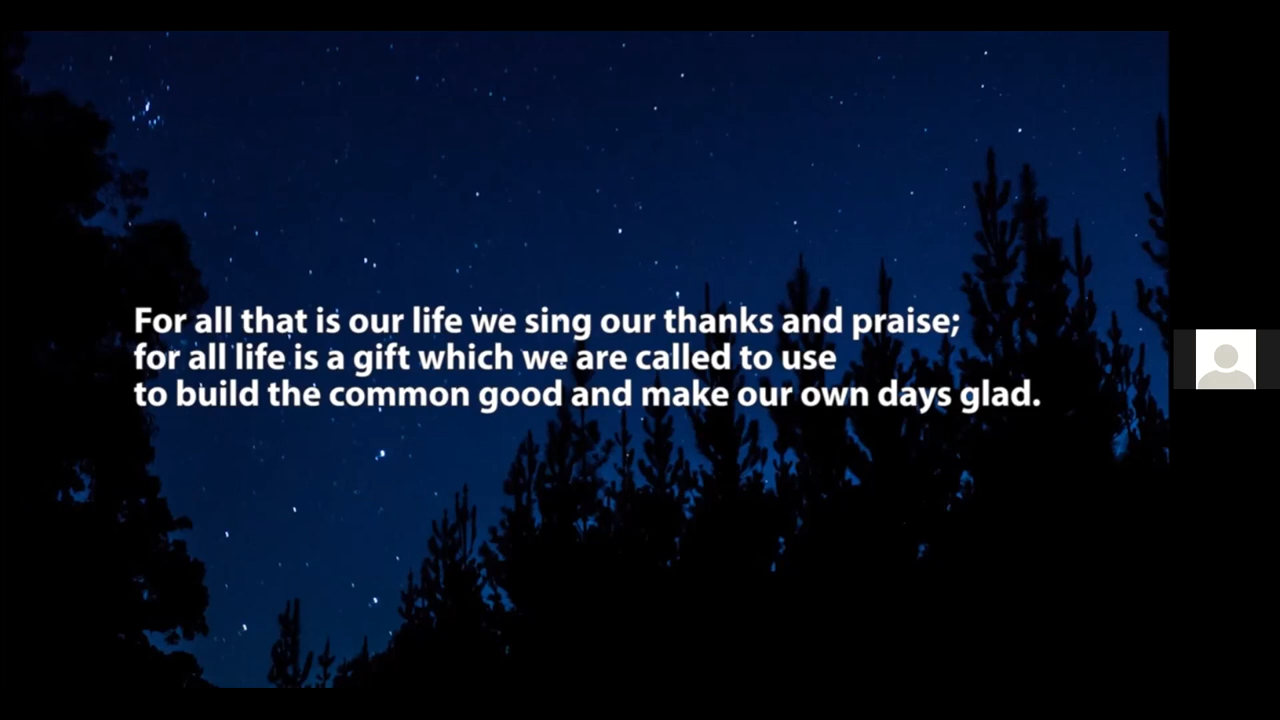 For all that is our life we sing our thanks and praise;
for all life is a gift which we are called to use
to build the common good and make our own days glad.